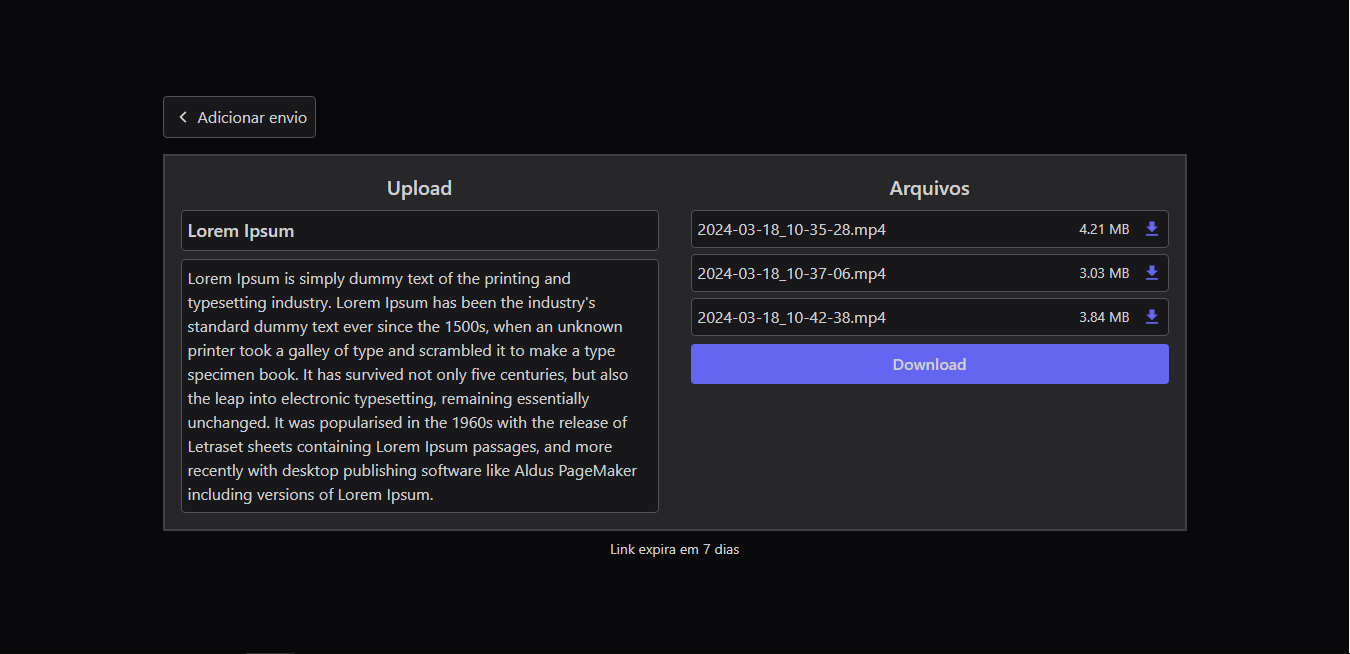 Adicionar envio
Upload
Lorem Ipsum
Lorem Ipsum is simply dummy text of the printing and
typesetting industry. Lorem Ipsum has been the industry's
standard dummy text ever since the 1500s, when an unknown
printer took a galley of type and scrambled it to make a type
specimen book. It has survived not only five centuries, but also
the leap into electronic typesetting, remaining essentially
unchanged. It was popularised in the 1960s with the release of
Letraset sheets containing Lorem Ipsum passages, and more
recently with desktop publishing software like Aldus PageMaker
including versions of Lorem Ipsum.
Arquivos
2024-03-18_10-35-28.mp4 4.21 MB
2024-03-18_10-37-06.mp4 3.03 MB
2024-03-18_10-42-38.mp4 3.84 MB
Download
Link expira em 7 dias